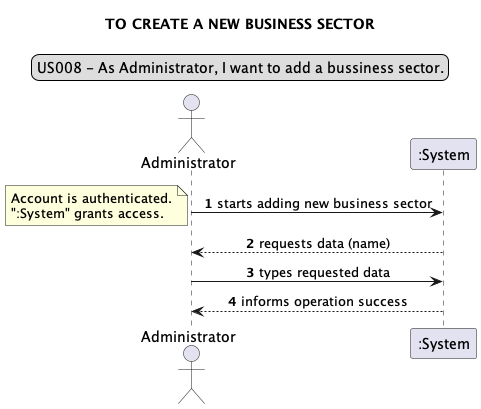 TO CREATE A NEW BUSINESS SECTOR
US008 – As Administrator, I want to add a bussiness sector.
Administrator
:System
Account is authenticated.
":System" grants access.
1 starts adding new business sector
2 requests data (name)
3 types requested data
4 informs operation success
Administrator
:System